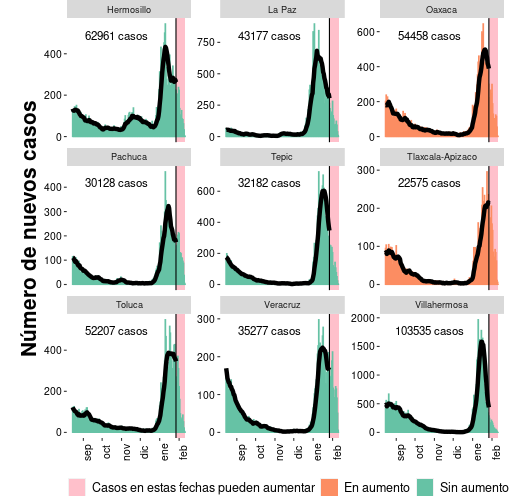 Número de nuevos casos
Hermosillo La Paz Oaxaca
62961 casos 43177 casos 54458 casos
400 750 600
200 500 400
0 250 200
0 0
Pachuca Tepic Tlaxcala-Apizaco
30128 casos 32182 casos 22575 casos
400 600 300
300 400 200
200 200 100
100 0 0
0
Toluca Veracruz Villahermosa
52207 casos 35277 casos 103535 casos
400 300 2000
200 200 1500
0 100 1000
0 500
0
sep oct nov dic ene feb sep oct nov dic ene feb sep oct nov dic ene feb
Casos en estas fechas pueden aumentar En aumento Sin aumento